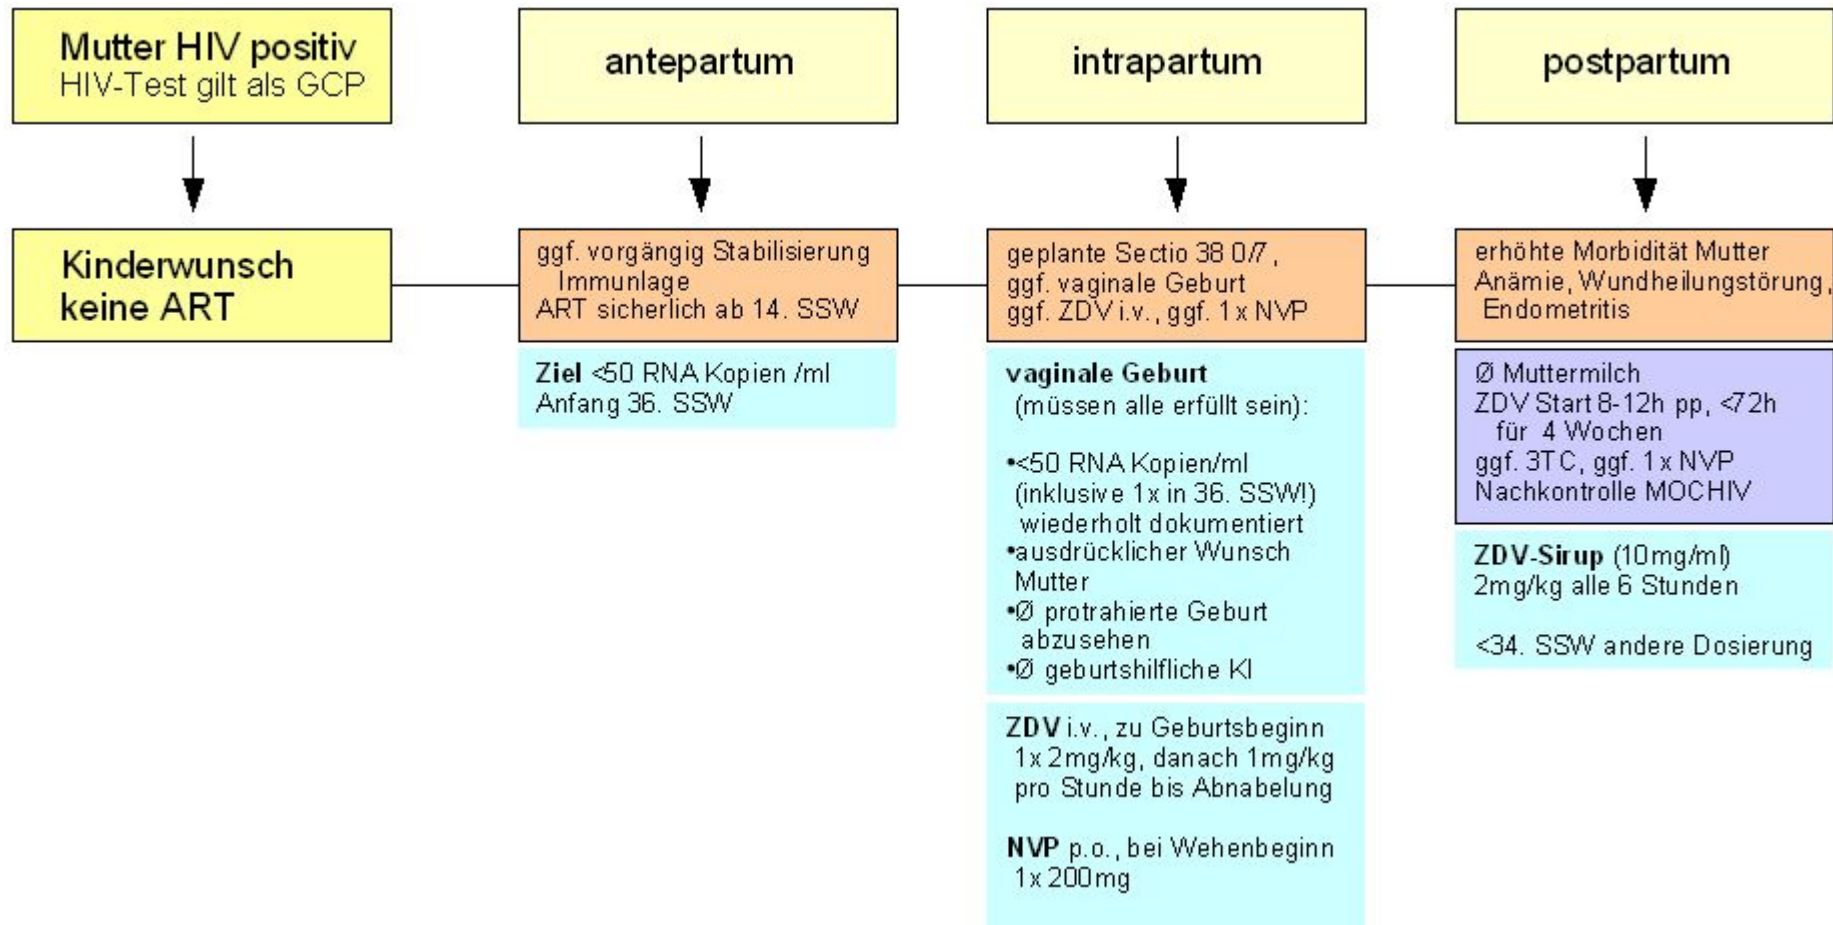 Mutter HIV positiv
HIV-Test gilt als GCP
antepartum
intrapartum
postpartum
Kinderwunsch
keine ART
ggf. vorgängig Stabilisierung
Immunlage
ART sicherlich ab 14. SSW
geplante Sectio 38 0/7,
ggf. vaginale Geburt
ggf. ZDV i.v., ggf. 1x NVP
erhöhte Morbidität Mutter
Anämie, Wundheilungstörung,
Endometritis
Ziel <50 RNA Kopien /ml
Anfang 36. SSW
vaginale Geburt
(müssen alle erfüllt sein):
•<50 RNA Kopien/ml
(inklusive 1x in 36. SSW!)
wiederholt dokumentiert
•ausdrücklicher Wunsch
Mutter
•Ø protrahierte Geburt
abzusehen
•Ø geburtshilfliche KI
ZDV i.v., zu Geburtsbeginn
1x 2mg/kg, danach 1mg/kg
pro Stunde bis Abnabelung
NVP p.o., bei Wehenbeginn
1x 200mg
Ø Muttermilch
ZDV Start 8-12h pp, <72h
für 4 Wochen
ggf. 3TC, ggf. 1x NVP
Nachkontrolle MOCHIV
ZDV-Sirup (10mg/ml)
2mg/kg alle 6 Stunden
<34. SSW andere Dosierung